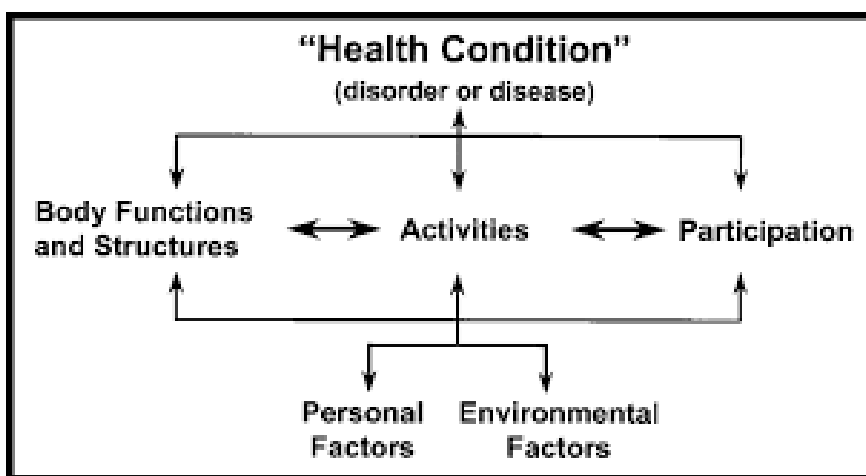 “Health Condition”
(disorder or disease)
Body Functions
and Structures
Activities
Participation
Personal
Factors
Environmental
Factors